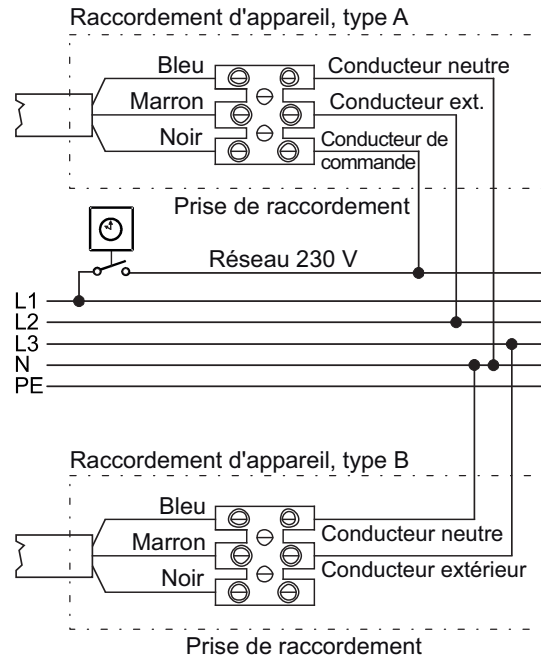 Raccordement d'appareil, type A
Bleu
Conducteur neutre
Marron
Conducteur ext.
Noir
Conducteur de
commande
Prise de raccordement
Réseau 230 V
L1
L2
L3
N
PE
Raccordement d'appareil, type B
Bleu
Conducteur neutre
Marron
Conducteur extérieur
Noir
Prise de raccordement